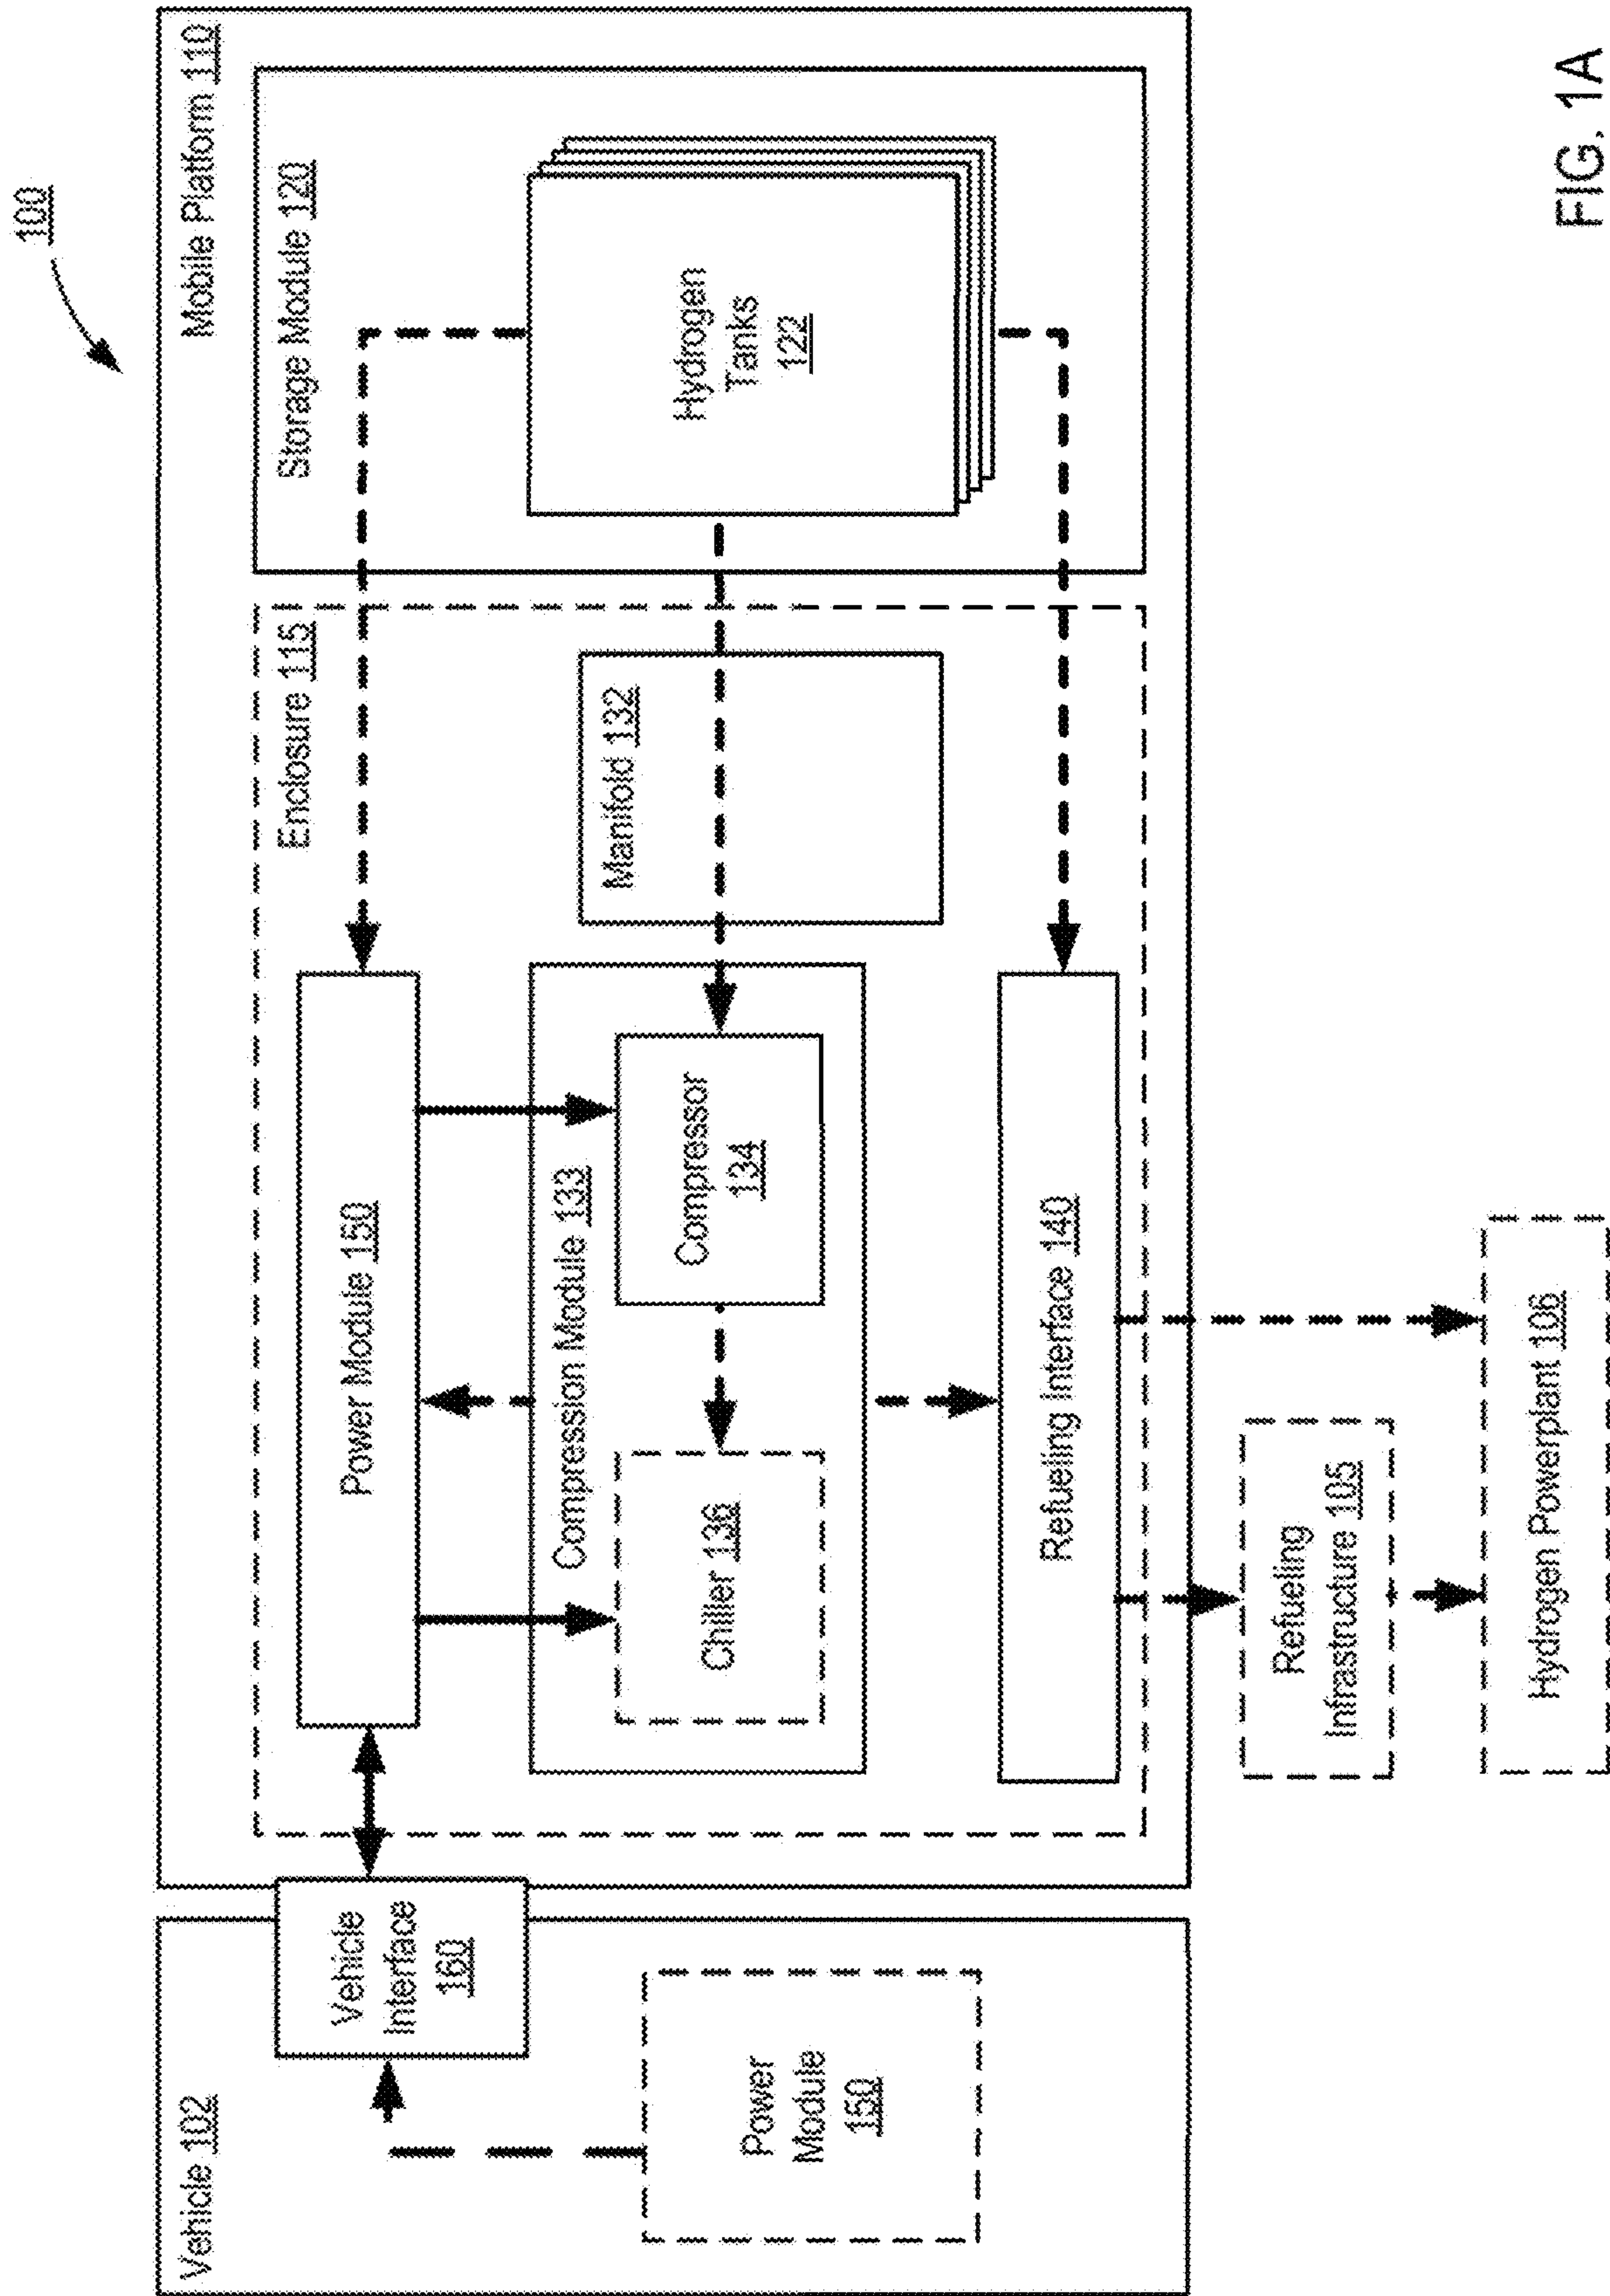 100
Vehicle 102
Vehicle
Interface
160
Power
Module
150
Mobile Platform 110
Enclosure 115
Power Module 150
Compression Module 133
Chiller 136
Compressor
134
Manifold 132
Refueling Interface 140
Storage Module 120
Hydrogen
Tanks
122
Refueling
Infrastructure 105
Hydrogen Powerplant 106
FIG. 1A